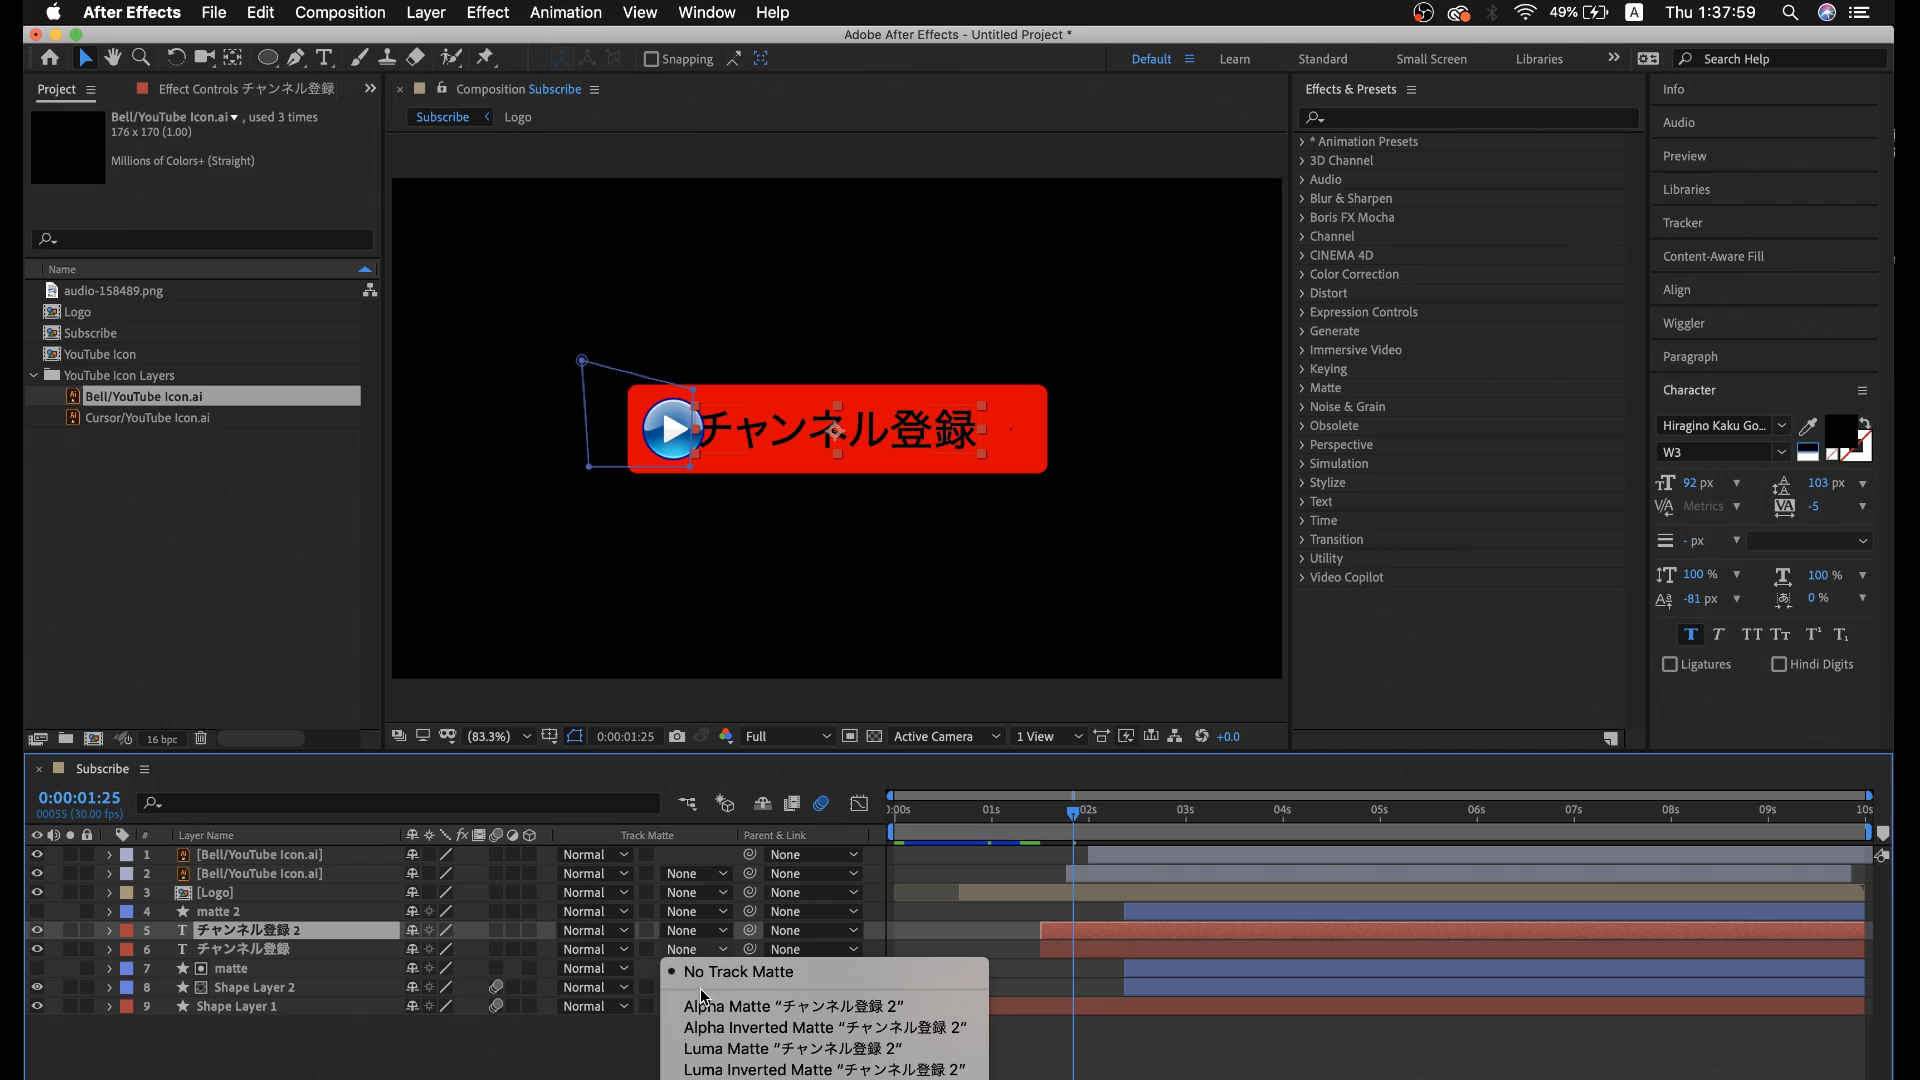 After Effects File Edit Composition Layer Effect Animation View Window Help
49% A Thu 1:37:59
Adobe After Effects - Untitled Project *
Snapping
Default Learn Standard Small Screen Libraries Search Help
Project Effect Controls チャンネル登録
Bell/YouTube Icon.ai , used 3 times
176 x 170 (1.00)
Millions of Colors+ (Straight)
Name
audio-158489.png
Logo
Subscribe
YouTube Icon
YouTube Icon Layers
Bell/YouTube Icon.ai
Cursor/YouTube Icon.ai
16 bpc
Composition Subscribe
Subscribe Logo
チャンネル登録
(83.3%) 0:00:01:25 Full Active Camera 1 View +0.0
Effects & Presets
* Animation Presets
3D Channel
Audio
Blur & Sharpen
Boris FX Mocha
Channel
CINEMA 4D
Color Correction
Distort
Expression Controls
Generate
Immersive Video
Keying
Matte
Noise & Grain
Obsolete
Perspective
Simulation
Stylize
Text
Time
Transition
Utility
Video Copilot
Info
Audio
Preview
Libraries
Tracker
Content-Aware Fill
Align
Wiggler
Paragraph
Character
Hiragino Kaku Go...
W3
92 px 103 px
Metrics -5
- px
100 % 100 %
-81 px 0 %
Ligatures Hindi Digits
Subscribe
0:00:01:25
00055 (30.00 fps)
):00s 01s 02s 03s 04s 05s 06s 07s 08s 09s 10s
# Layer Name Track Matte Parent & Link
1 [Bell/YouTube Icon.ai] Normal None
2 [Bell/YouTube Icon.ai] Normal None None
3 [Logo] Normal None None
4 matte 2 Normal None None
5 チャンネル登録 2 Normal None None
6 チャンネル登録 Normal None None
7 matte Normal
8 Shape Layer 2 Normal
9 Shape Layer 1 Normal
No Track Matte
Alpha Matte “チャンネル登録 2”
Alpha Inverted Matte “チャンネル登録 2”
Luma Matte “チャンネル登録 2”
Luma Inverted Matte “チャンネル登録 2”